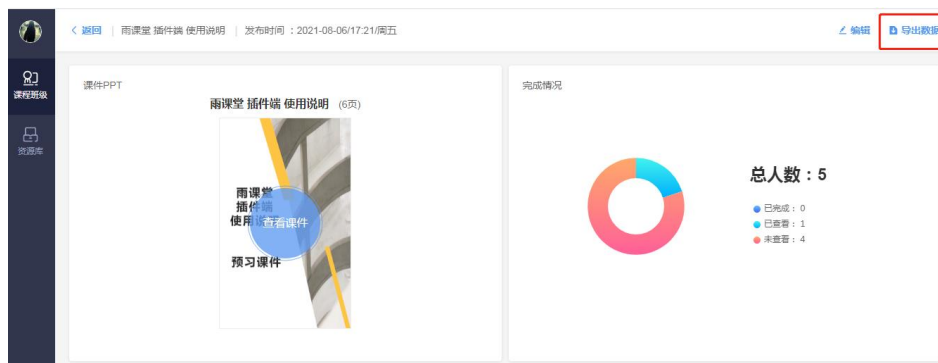 < 返回 | 雨课堂 插件端 使用说明 | 发布时间 : 2021-08-06/17:21/周五
编辑
导出数据
课程班级
资源库
课件PPT
雨课堂 插件端 使用说明 (6页)
雨课堂
插件端
使用说明
查看课件
预习课件
完成情况
总人数：5
已完成： 0
已查看： 1
未查看： 4